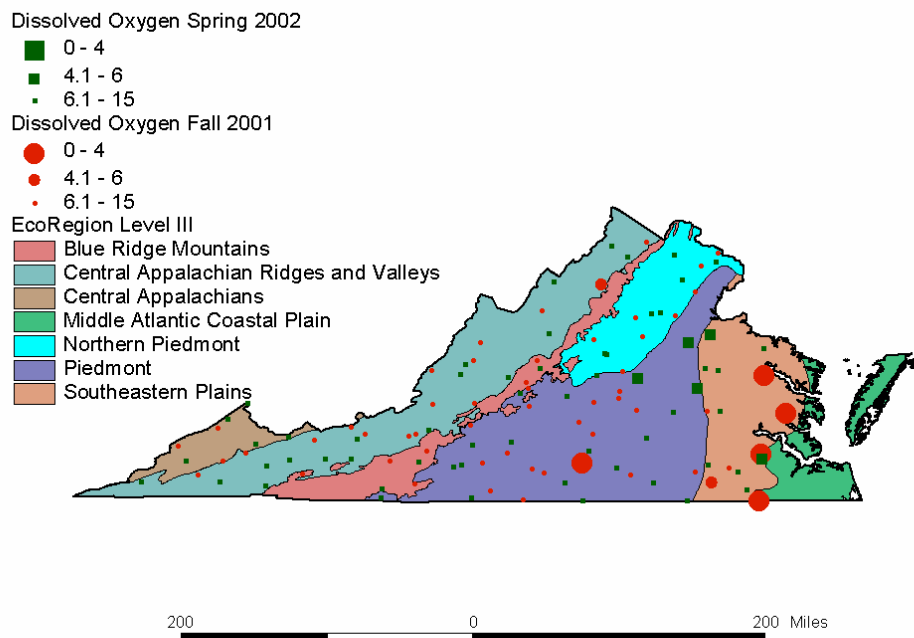 Dissolved Oxygen Spring 2002
0 - 4
4.1 - 6
6.1 - 15
Dissolved Oxygen Fall 2001
0 - 4
4.1 - 6
6.1 - 15
EcoRegion Level III
Blue Ridge Mountains
Central Appalachian Ridges and Valleys
Central Appalachians
Middle Atlantic Coastal Plain
Northern Piedmont
Piedmont
Southeastern Plains
200 0 200 Miles